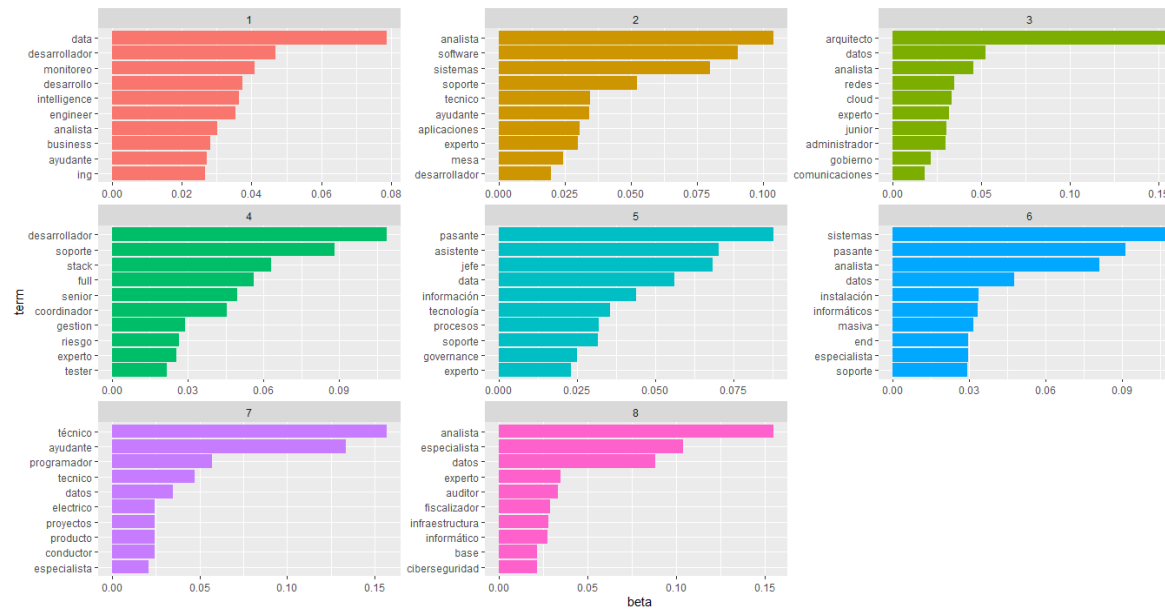 1
data
desarrollador
monitoreo
desarrollo
intelligence
engineer
analista
business
ayudante
ing
0.00 0.02 0.04 0.06 0.08
2
analista
software
sistemas
soporte
tecnico
ayudante
aplicaciones
experto
mesa
desarrollador
0.000 0.025 0.050 0.075 0.100
3
arquitecto
datos
analista
redes
cloud
experto
junior
administrador
gobierno
comunicaciones
0.00 0.05 0.10 0.15
4
desarrollador
soporte
stack
full
senior
coordinador
gestion
riesgo
experto
tester
0.00 0.03 0.06 0.09
5
pasante
asistente
jefe
data
información
tecnología
procesos
soporte
governance
experto
0.000 0.025 0.050 0.075
6
sistemas
pasante
analista
datos
instalación
informáticos
masiva
end
especialista
soporte
0.00 0.03 0.06 0.09
7
técnico
ayudante
programador
tecnico
datos
electrico
proyectos
producto
conductor
especialista
0.00 0.05 0.10 0.15
8
analista
especialista
datos
experto
auditor
fiscalizador
infraestructura
informático
base
ciberseguridad
0.00 0.05 0.10 0.15
term
beta